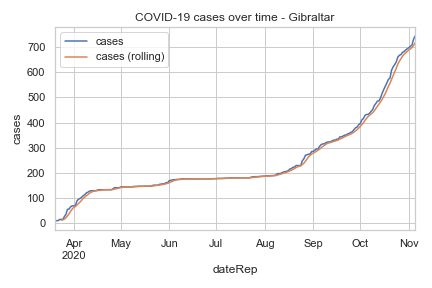 COVID-19 cases over time - Gibraltar
cases
cases (rolling)
700
600
500
400
300
200
100
0
cases
Apr
2020
May
Jun
Jul
Aug
Sep
Oct
Nov
dateRep